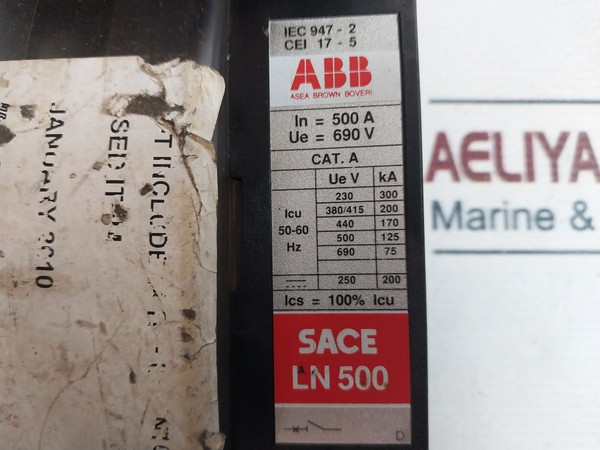 IEC 947 - 2
CEI 17 - 5
ABB
ASEA BROWN BOVERI
In = 500 A
Ue = 690 V
CAT. A
Icu
50-60
Hz
Ue V kA
230 300
380/415 200
440 170
500 125
690 75
250 200
Ics = 100% Icu
SACE
LN 500
D
INCLUDE
JANUARY 2010
AELIYA
Marine &